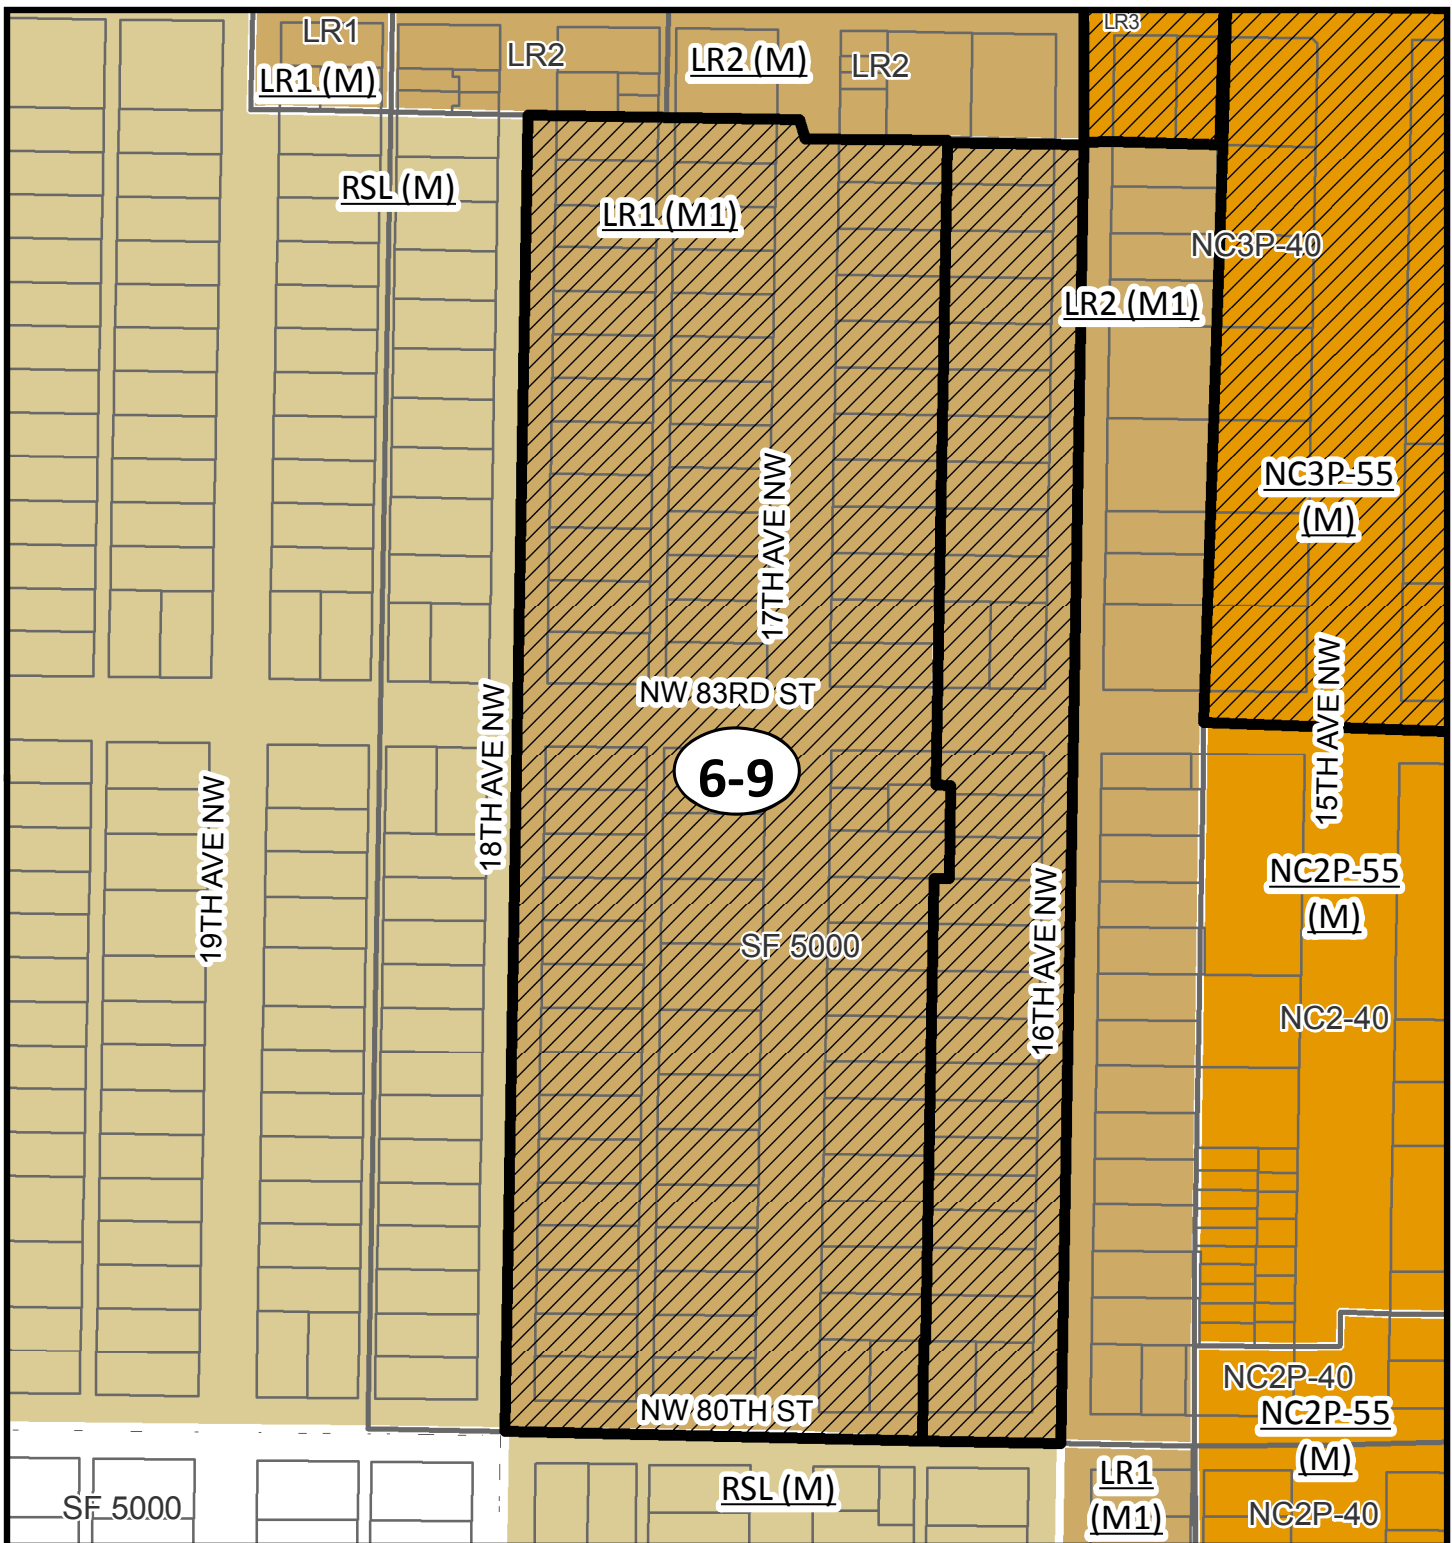 LR1
LR1 (M)
LR2
LR2 (M)
LR2
LR3
RSL (M)
LR1 (M1)
NC3P-40
LR2 (M1)
NC3P-55
(M)
17TH AVE NW
NW 83RD ST
6-9
18TH AVE NW
19TH AVE NW
15TH AVE NW
NC2P-55
(M)
SF 5000
16TH AVE NW
NC2-40
NC2P-40
NC2P-55
(M)
NW 80TH ST
RSL (M)
LR1
(M1)
SF 5000
NC2P-40